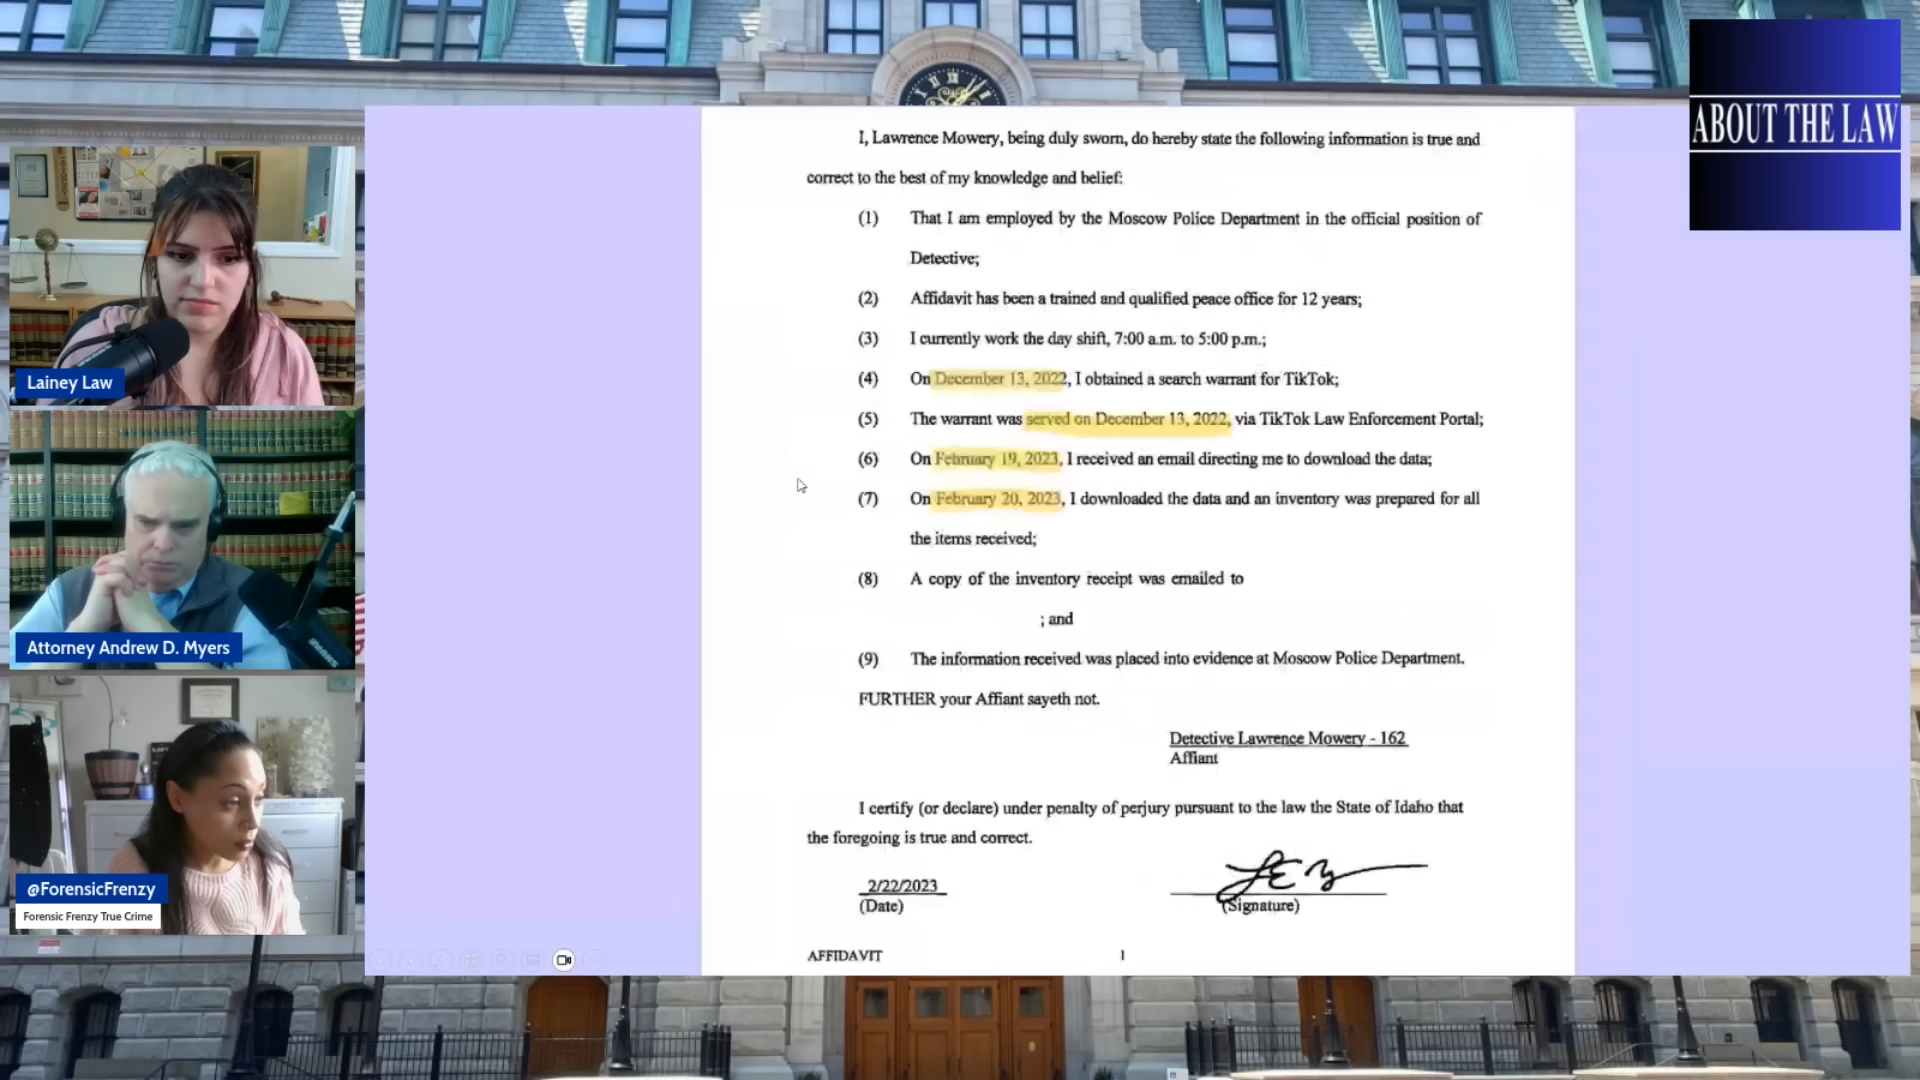 ABOUT THE LAW
I, Lawrence Mowery, being duly sworn, do hereby state the following information is true and
correct to the best of my knowledge and belief:
(1) That I am employed by the Moscow Police Department in the official position of
Detective;
(2) Affidavit has been a trained and qualified peace office for 12 years;
(3) I currently work the day shift, 7:00 a.m. to 5:00 p.m.;
(4) On December 13, 2022, I obtained a search warrant for TikTok;
(5) The warrant was served on December 13, 2022, via TikTok Law Enforcement Portal;
(6) On February 19, 2023, I received an email directing me to download the data;
(7) On February 20, 2023, I downloaded the data and an inventory was prepared for all
the items received;
(8) A copy of the inventory receipt was emailed to
; and
(9) The information received was placed into evidence at Moscow Police Department.
FURTHER your Affiant sayeth not.
Detective Lawrence Mowery - 162
Affiant
I certify (or declare) under penalty of perjury pursuant to the law the State of Idaho that
the foregoing is true and correct.
2/22/2023
(Date)
(Signature)
AFFIDAVIT 1
Lainey Law
Attorney Andrew D. Myers
@ForensicFrenzy
Forensic Frenzy True Crime